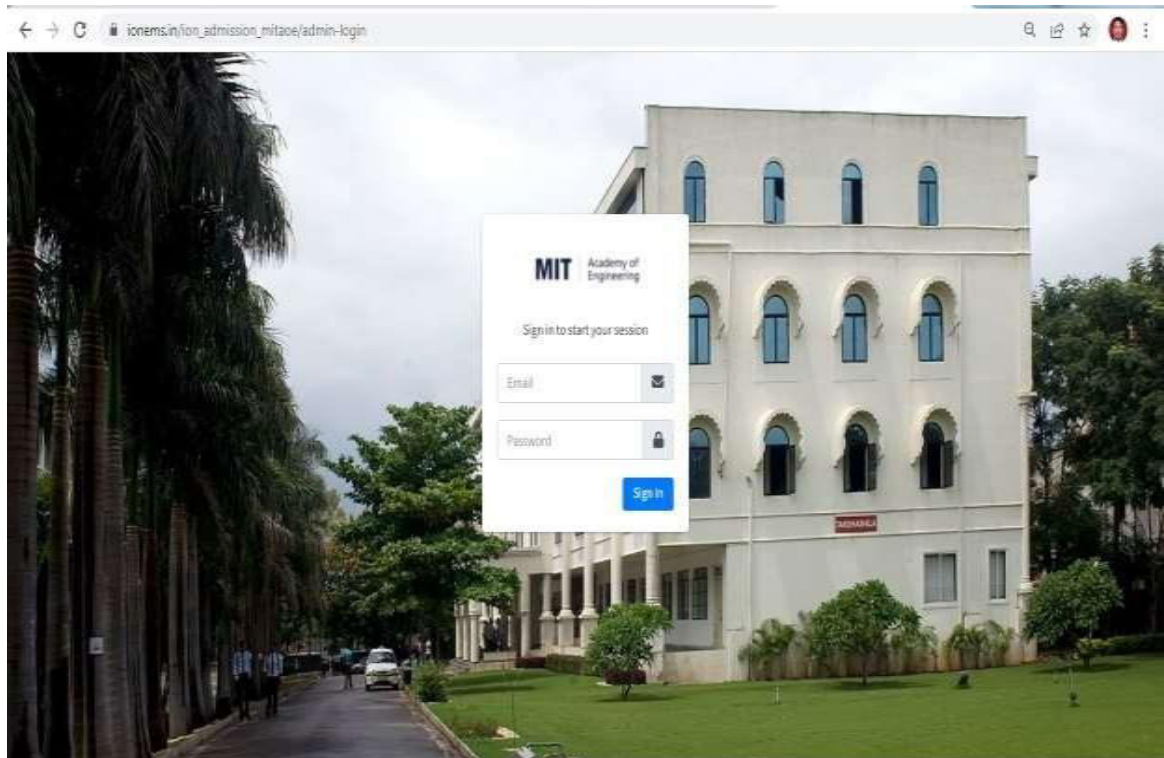 ionems.in/ion_admission_mitaoe/admin-login
MIT Academy of
Engineering
Sign in to start your session
Email
Password
Sign In
TAKSHASHILA